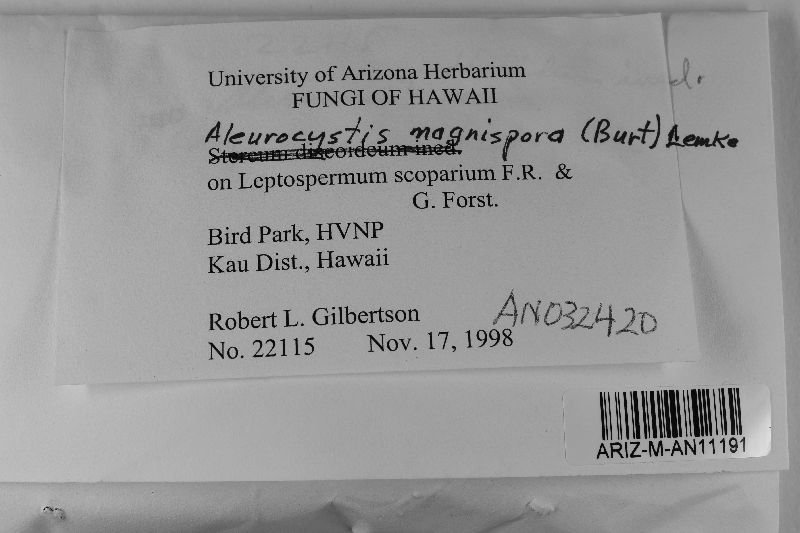 University of Arizona Herbarium
FUNGI OF HAWAII
Aleurocystis magnispora (Burt) Lemke
Stereum discoideum ined.
on Leptospermum scoparium F.R. &
G. Forst.
Bird Park, HVNP
Kau Dist., Hawaii
Robert L. Gilbertson
AN032420
No. 22115 Nov. 17, 1998
ARIZ-M-AN11191